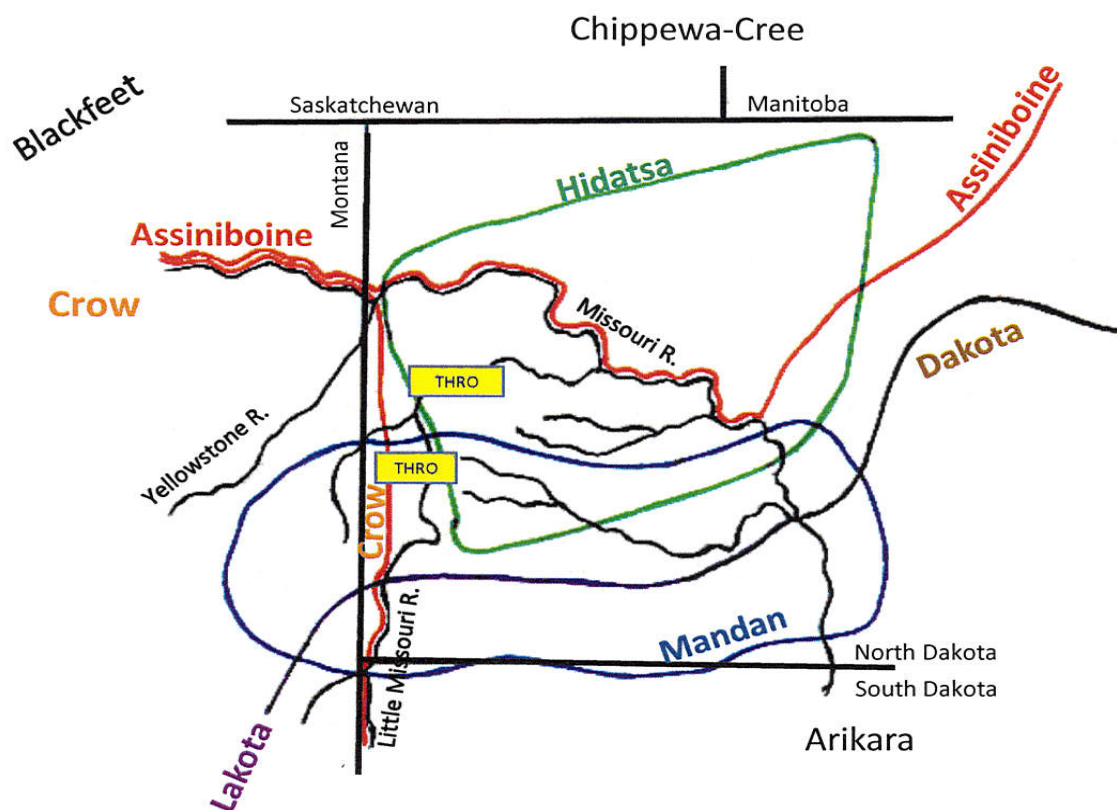 Chippewa-Cree
Blackfeet
Saskatchewan
Manitoba
Assiniboine
Montana
Hidatsa
Assiniboine
Crow
Missouri R.
Dakota
THRO
Yellowstone R.
THRO
Crow
Little Missouri R.
Mandan
North Dakota
South Dakota
Lakota
Arikara